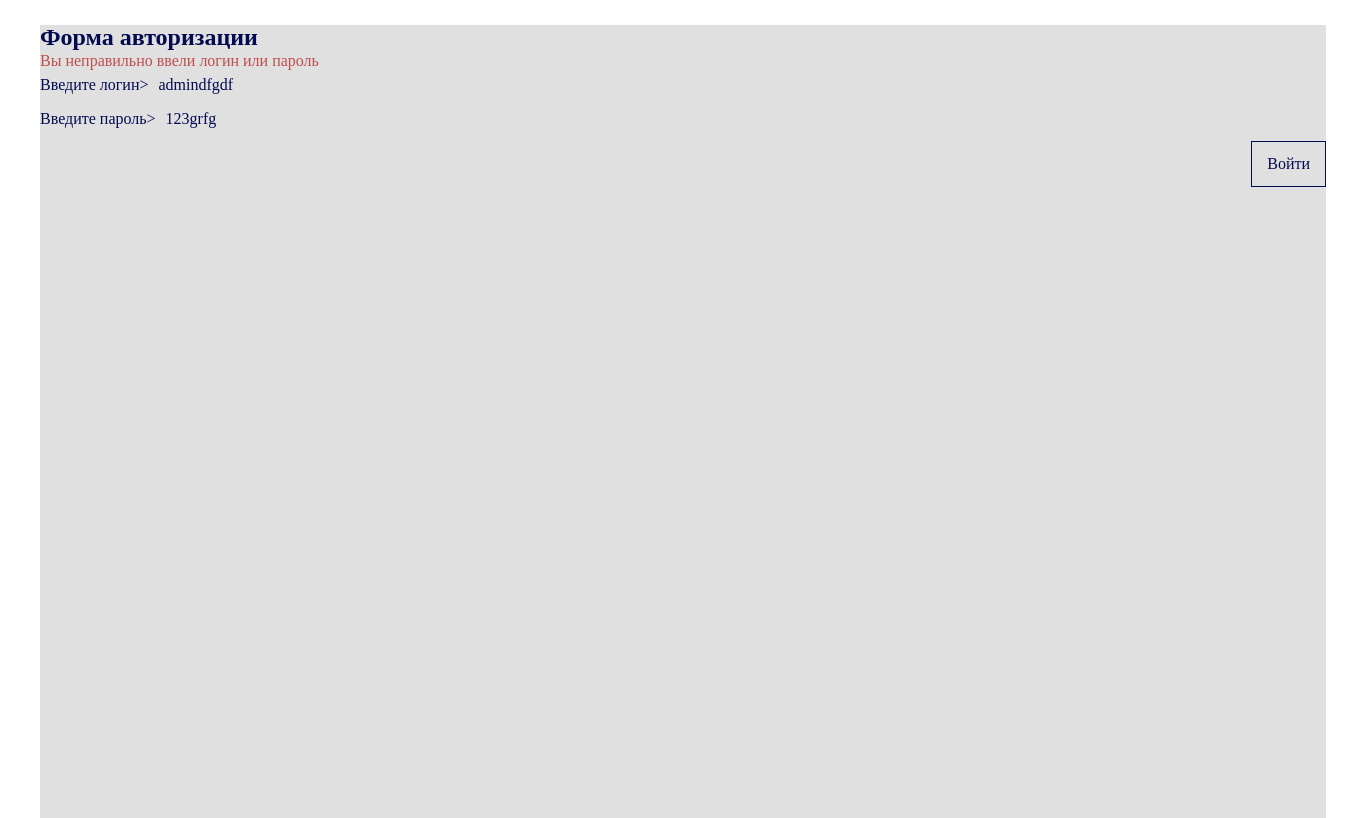 Форма авторизации
Вы неправильно ввели логин или пароль
Введите логин> admindfgdf
Введите пароль> 123grfg
Войти